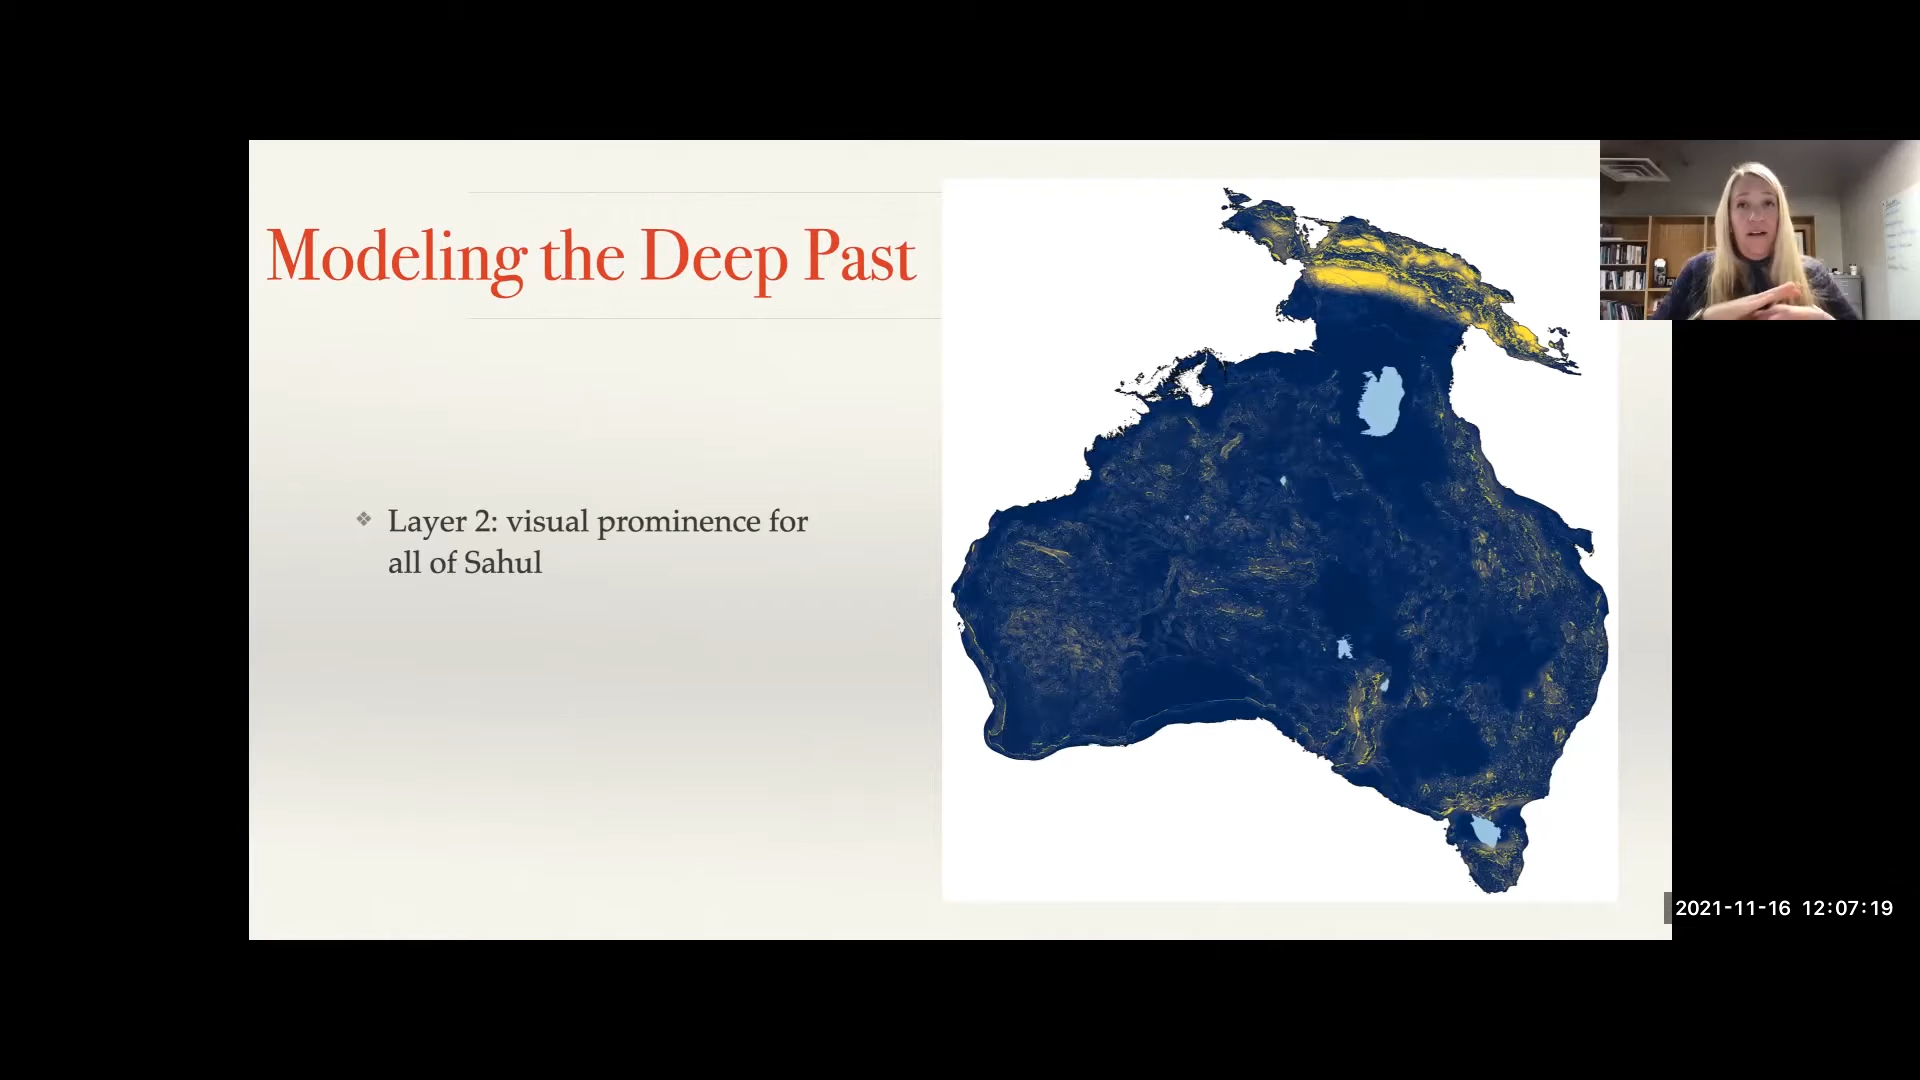 Modeling the Deep Past
Layer 2: visual prominence for
all of Sahul
2021-11-16 12:07:19